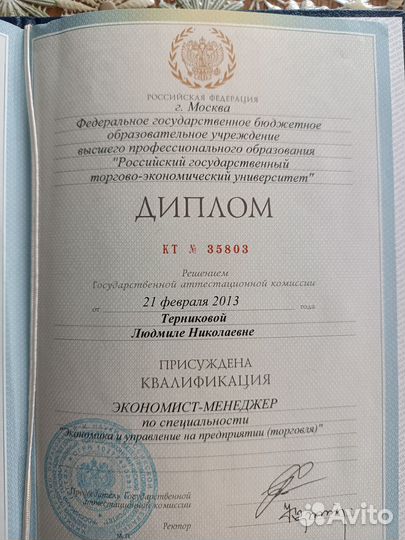 РОССИЙСКАЯ ФЕДЕРАЦИЯ
г. Москва
Федеральное государственное бюджетное
образовательное учреждение
высшего профессионального образования
"Российский государственный
торгово-экономический университет"
ДИПЛОМ
КТ № 35803
Решением
Государственной аттестационной комиссии
от 21 февраля 2013 года
Терниковой
Людмиле Николаевне
ПРИСУЖДЕНА
КВАЛИФИКАЦИЯ
ЭКОНОМИСТ-МЕНЕДЖЕР
по специальности
"Экономика и управление на предприятии (торговля)"
Председатель Государственной
аттестационной комиссии
Ректор
М.П.
Avito